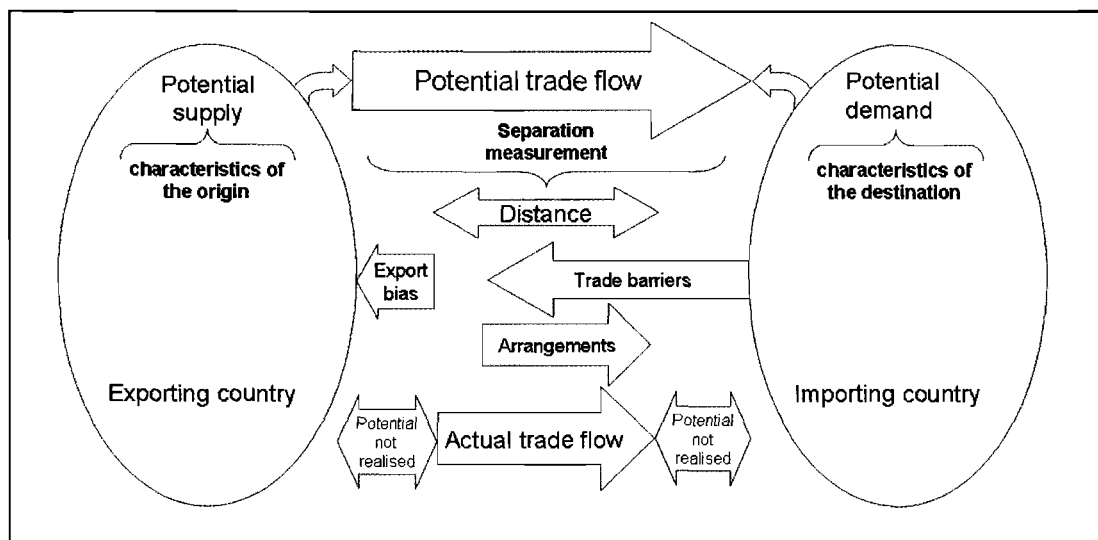 Potential
supply
characteristics of
the origin
Potential trade flow
Potential
demand
characteristics of
the destination
Separation
measurement
Distance
Export
bias
Trade barriers
Arrangements
Exporting country
Importing country
Potential
not
realised
Actual trade flow
Potential
not
realised